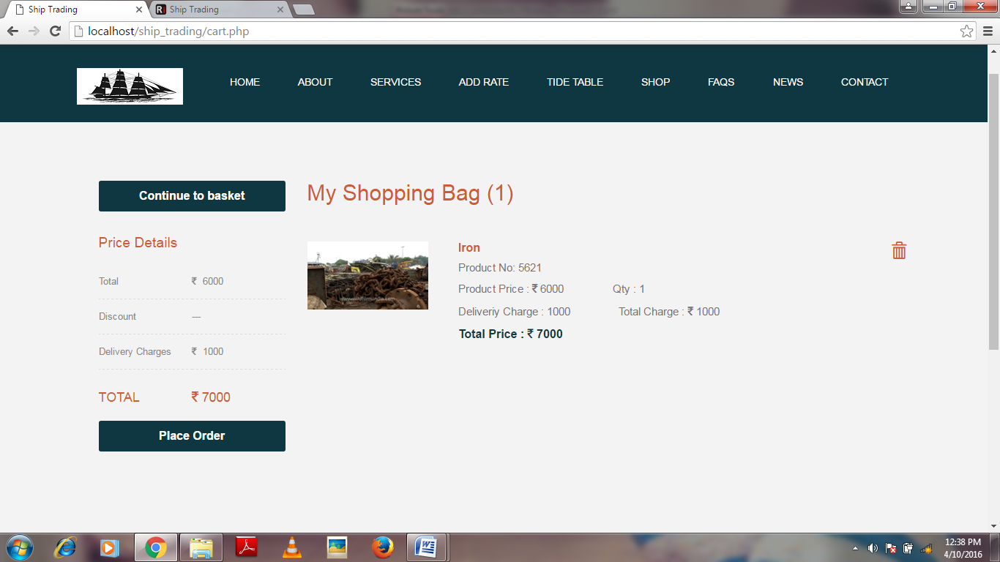 Ship Trading
Ship Trading
localhost/ship_trading/cart.php
HOME ABOUT SERVICES ADD RATE TIDE TABLE SHOP FAQS NEWS CONTACT
Continue to basket
Price Details
Total ₹ 6000
Discount ---
Delivery Charges ₹ 1000
TOTAL ₹ 7000
Place Order
My Shopping Bag (1)
Iron
Product No: 5621
Product Price : ₹ 6000 Qty : 1
Deliveriy Charge : 1000 Total Charge : ₹ 1000
Total Price : ₹ 7000
12:38 PM
4/10/2016